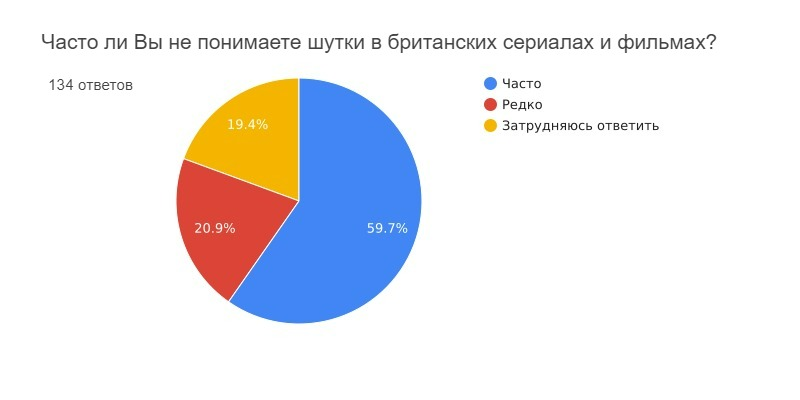 Часто ли Вы не понимаете шутки в британских сериалах и фильмах?
134 ответов
Часто
Редко
Затрудняюсь ответить
19.4%
20.9%
59.7%